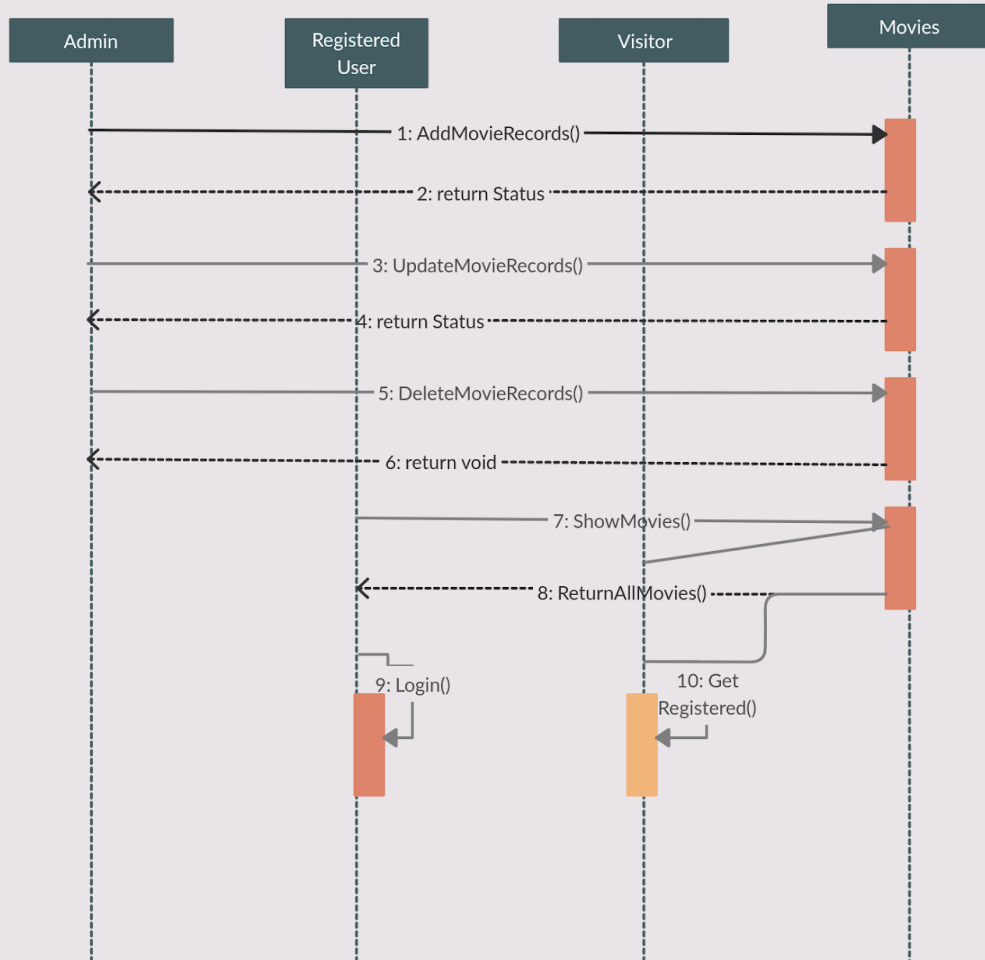 Admin
Registered
User
Visitor
Movies
1: AddMovieRecords()
2: return Status
3: UpdateMovieRecords()
4: return Status
5: DeleteMovieRecords()
6: return void
7: ShowMovies()
8: ReturnAllMovies()
9: Login()
10: Get
Registered()